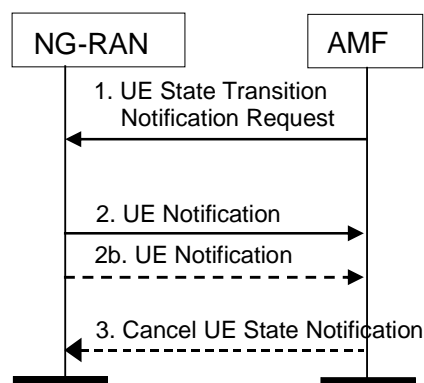 NG-RAN
AMF
1. UE State Transition
Notification Request
2. UE Notification
2b. UE Notification
3. Cancel UE State Notification